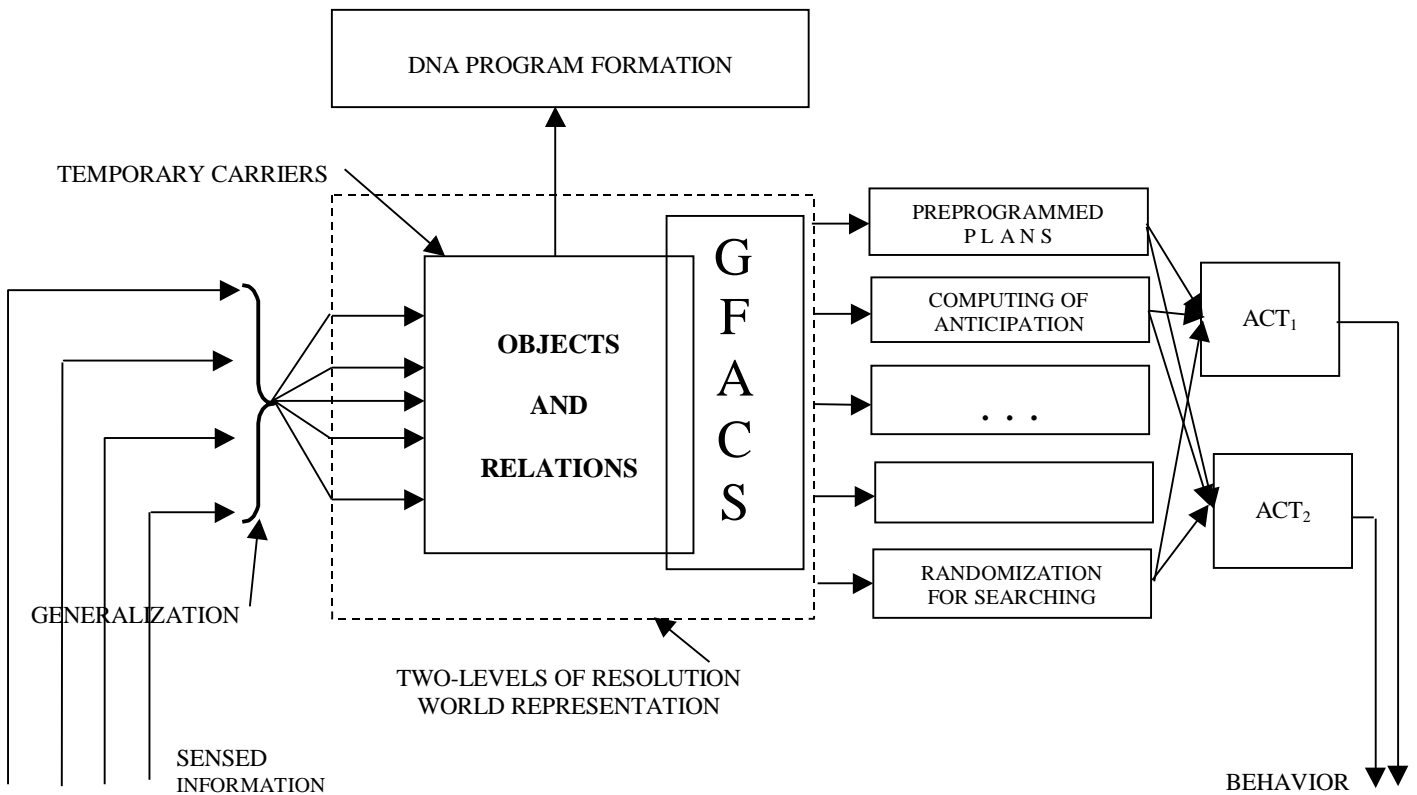 DNA PROGRAM FORMATION
TEMPORARY CARRIERS
PREPROGRAMMED
P L A N S
COMPUTING OF
ANTICIPATION
. . .
RANDOMIZATION
FOR SEARCHING
OBJECTS
AND
RELATIONS
G
F
A
C
S
ACT₁
ACT₂
GENERALIZATION
TWO-LEVELS OF RESOLUTION
WORLD REPRESENTATION
SENSED
INFORMATION
BEHAVIOR